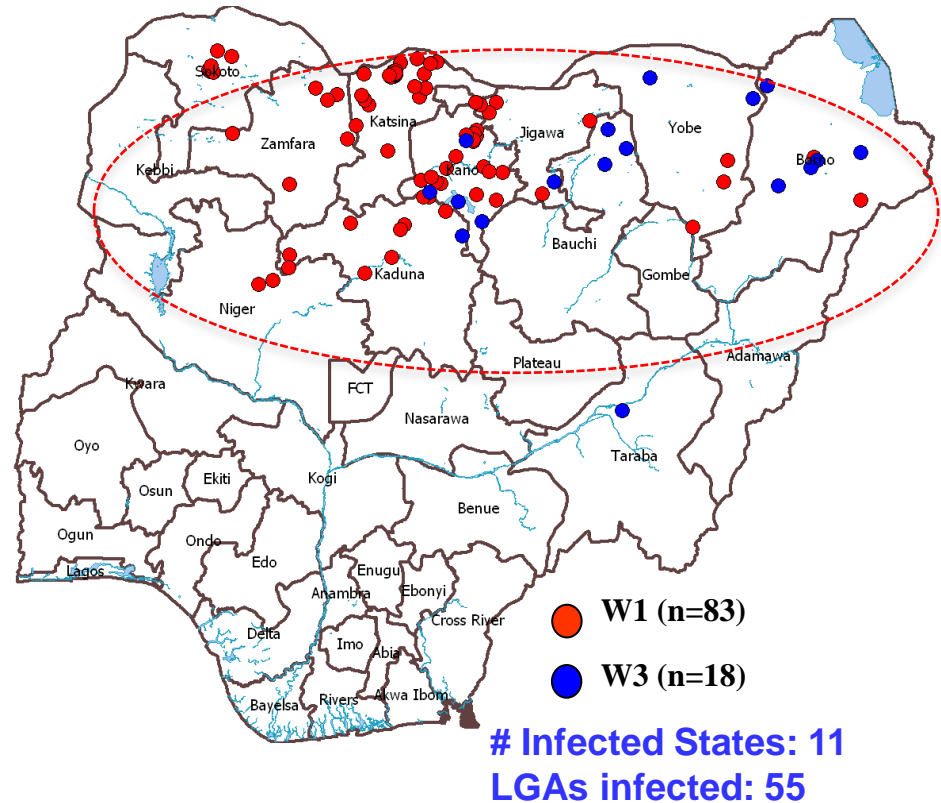 Sokoto
Katsina
Jigawa
Yobe
Borno
Zamfara
Kebbi
Kano
Bauchi
Gombe
Kaduna
Niger
Plateau
Adamawa
FCT
Kwara
Nasarawa
Oyo
Taraba
Ekiti
Kogi
Osun
Benue
Ogun
Ondo
Edo
Lagos
Enugu
Anambra
Ebonyi
Cross River
Delta
Imo
Abia
Bayelsa
Rivers
Akwa Ibom
W1 (n=83)
W3 (n=18)
# Infected States: 11
LGAs infected: 55